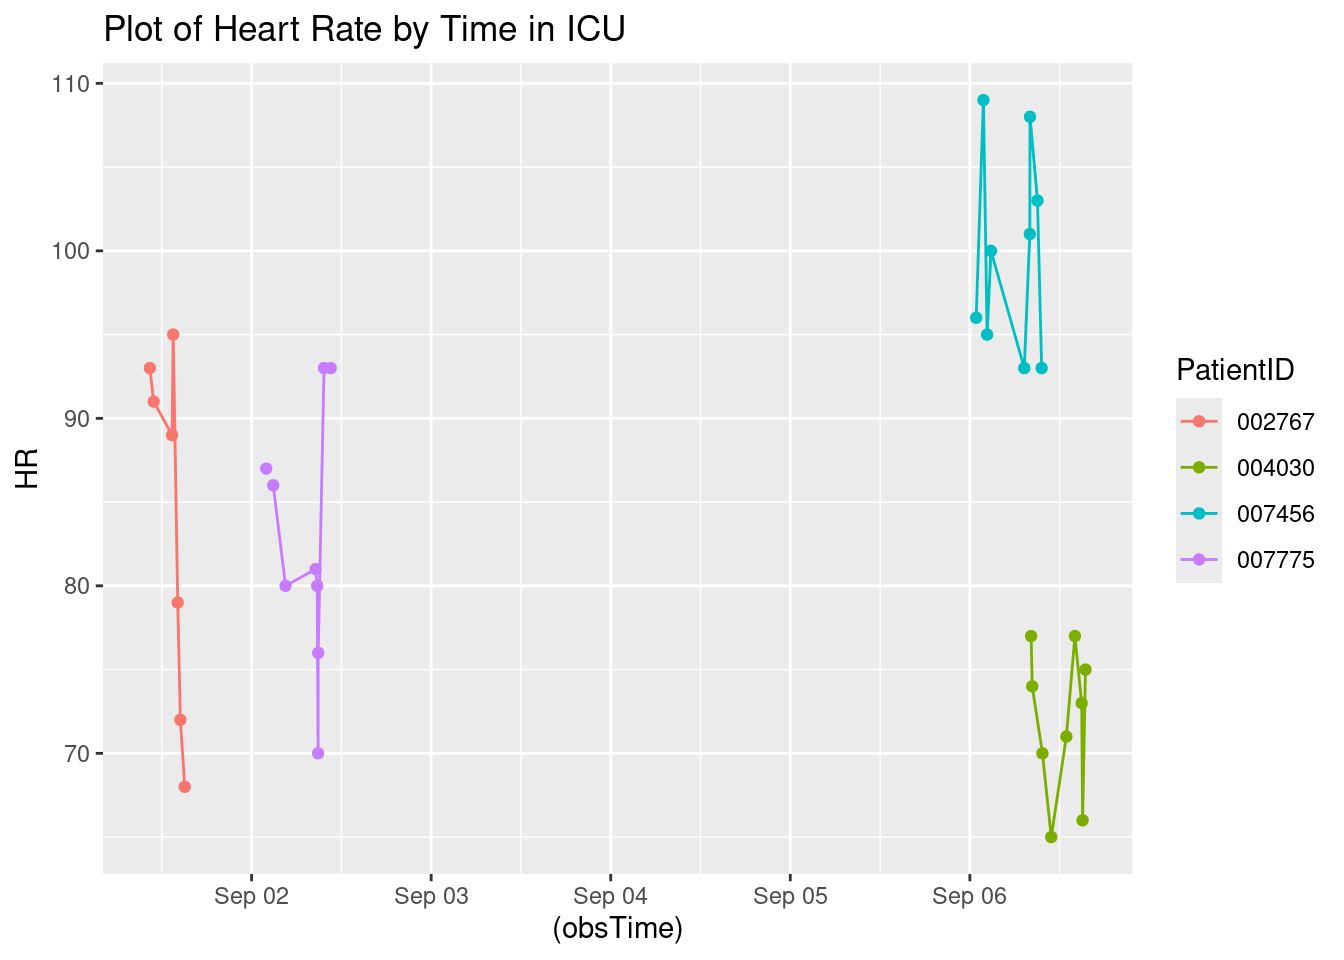 Plot of Heart Rate by Time in ICU
110
100
90
80
70
HR
Sep 02
Sep 03
Sep 04
Sep 05
Sep 06
(obsTime)
PatientID
002767
004030
007456
007775